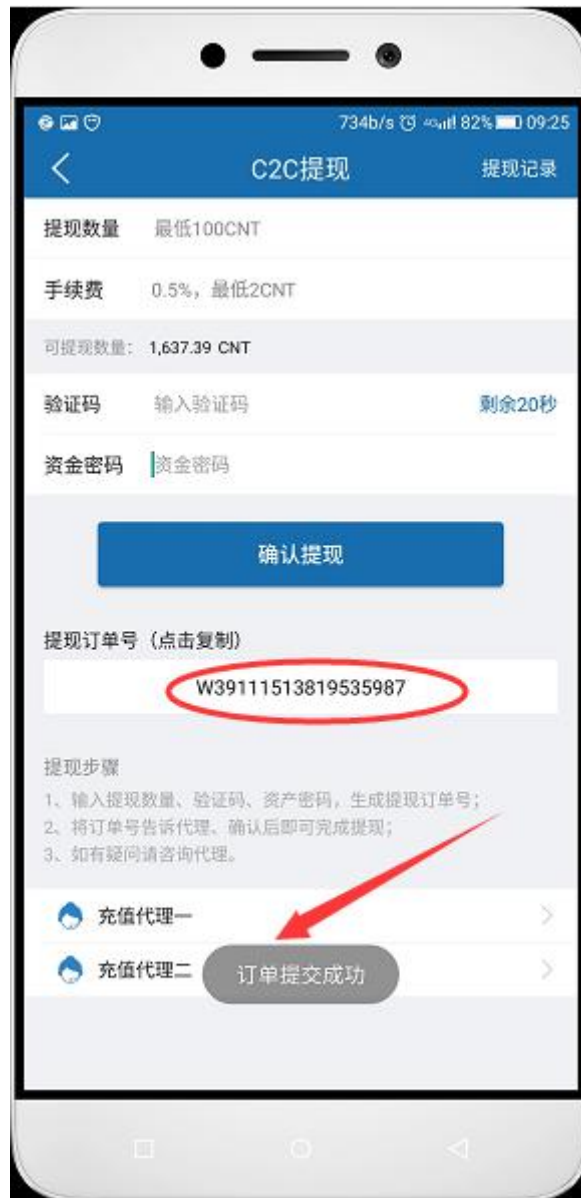 734b/s 4G 82% 09:25
C2C提现 提现记录
提现数量 最低100CNT
手续费 0.5%，最低2CNT
可提现数量： 1,637.39 CNT
验证码 输入验证码 剩余20秒
资金密码 资金密码
确认提现
提现订单号（点击复制）
W39111513819535987
提现步骤
1、输入提现数量、验证码、资产密码，生成提现订单号；
2、将订单号告诉代理、确认后即可完成提现；
3、如有疑问请咨询代理。
充值代理一
充值代理二
订单提交成功